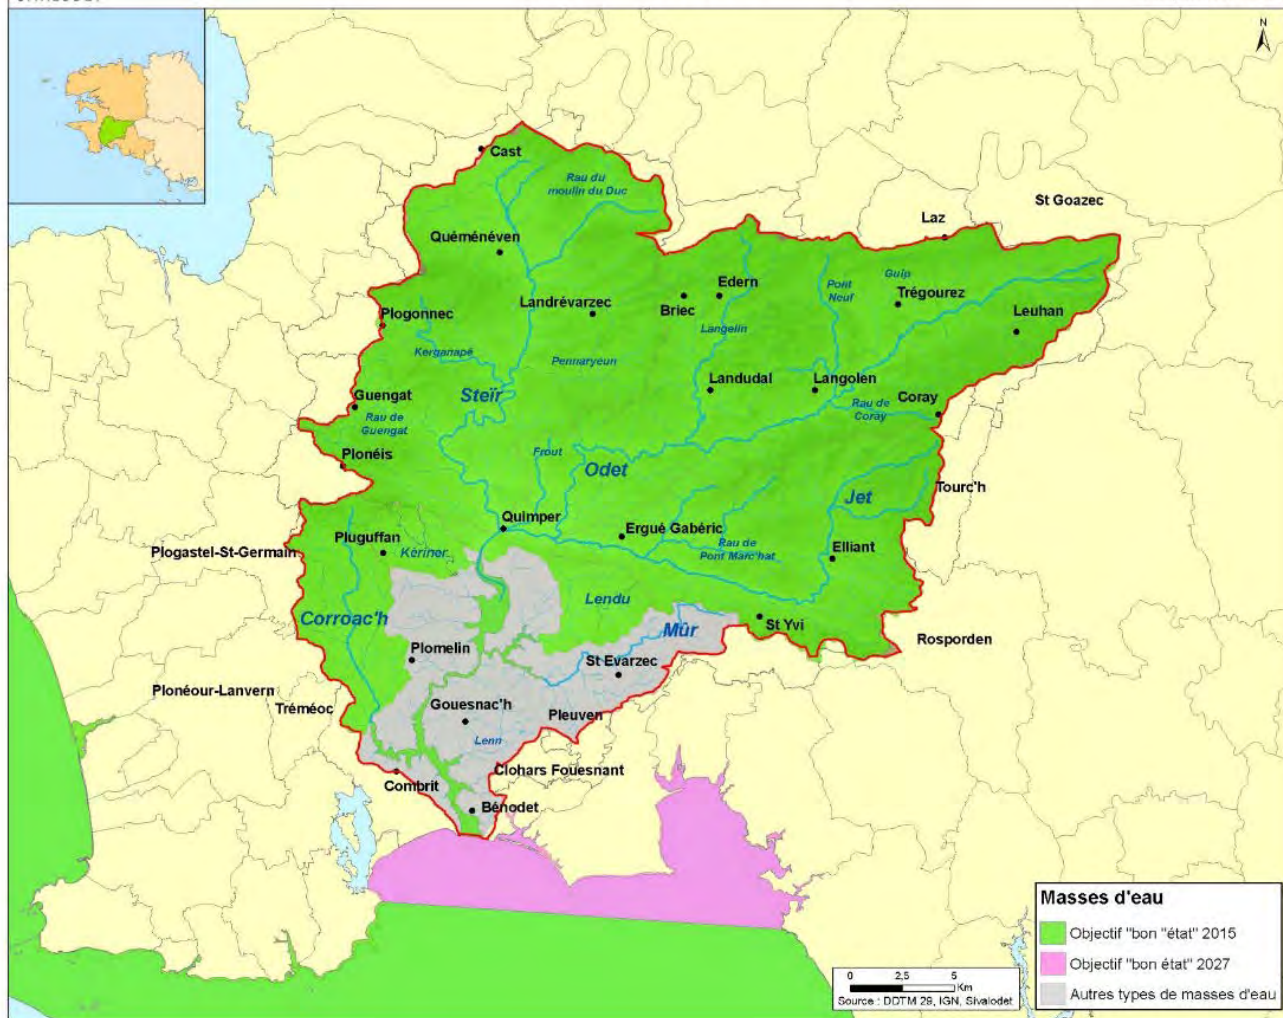 N
Cast
Rau du
moulin du Duc
St Goazec
Laz
Quéménéven
Edern
Pont
Neuf
Guip
Trégourez
Landrévarzec
Briec
Leuhan
Plogonnec
Langelin
Kerganapé
Pennaryeun
Landudal
Langolen
Steïr
Guengat
Coray
Rau de
Coray
Rau de
Guengat
Frout
Plonéis
Odet
Jet
Tourc'h
Quimper
Ergué Gabéric
Plogastel-St-Germain
Pluguffan
Kériner
Rau de
Pont Marc'hat
Elliant
Lendu
Corroac'h
St Yvi
Mûr
Rosporden
Plomelin
St Evarzec
Plonéour-Lanvern
Tréméoc
Gouesnac'h
Pleuven
Lenn
Clohars Fouesnant
Combrit
Bénodet
Masses d'eau
Objectif "bon "état" 2015
Objectif "bon état" 2027
Autres types de masses d'eau
0 2,5 5
Km
Source : DDTM 29, IGN, Sivalodet